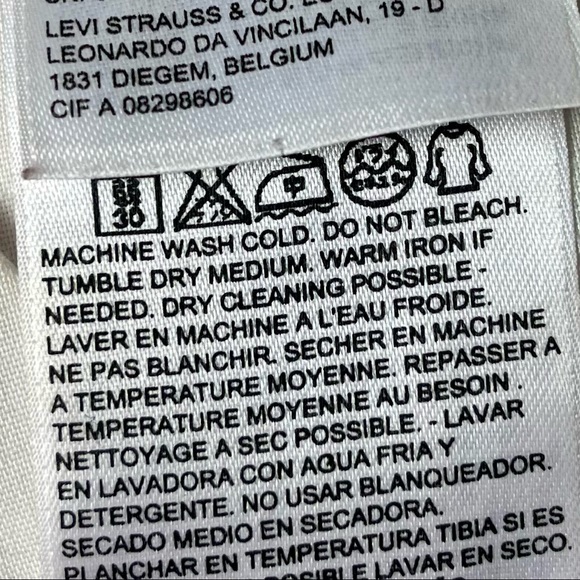 LEVI STRAUSS & CO.
LEONARDO DA VINCILAAN, 19 - D
1831 DIEGEM, BELGIUM
CIF A 08298606
30
中
MACHINE WASH COLD. DO NOT BLEACH.
TUMBLE DRY MEDIUM. WARM IRON IF
NEEDED. DRY CLEANING POSSIBLE -
LAVER EN MACHINE A L'EAU FROIDE.
NE PAS BLANCHIR. SECHER EN MACHINE
A TEMPERATURE MOYENNE. REPASSER A
TEMPERATURE MOYENNE AU BESOIN .
NETTOYAGE A SEC POSSIBLE. - LAVAR
EN LAVADORA CON AGUA FRIA Y
DETERGENTE. NO USAR BLANQUEADOR.
SECADO MEDIO EN SECADORA.
PLANCHAR EN TEMPERATURA TIBIA SI ES
POSIBLE LAVAR EN SECO.